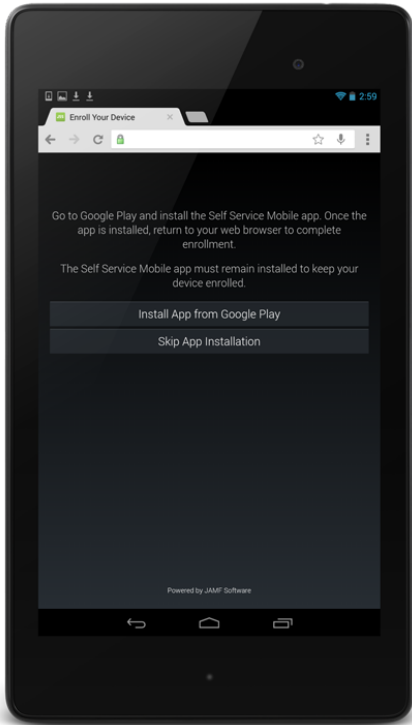 2:59
Enroll Your Device
Go to Google Play and install the Self Service Mobile app. Once the
app is installed, return to your web browser to complete
enrollment.
The Self Service Mobile app must remain installed to keep your
device enrolled.
Install App from Google Play
Skip App Installation
Powered by JAMF Software